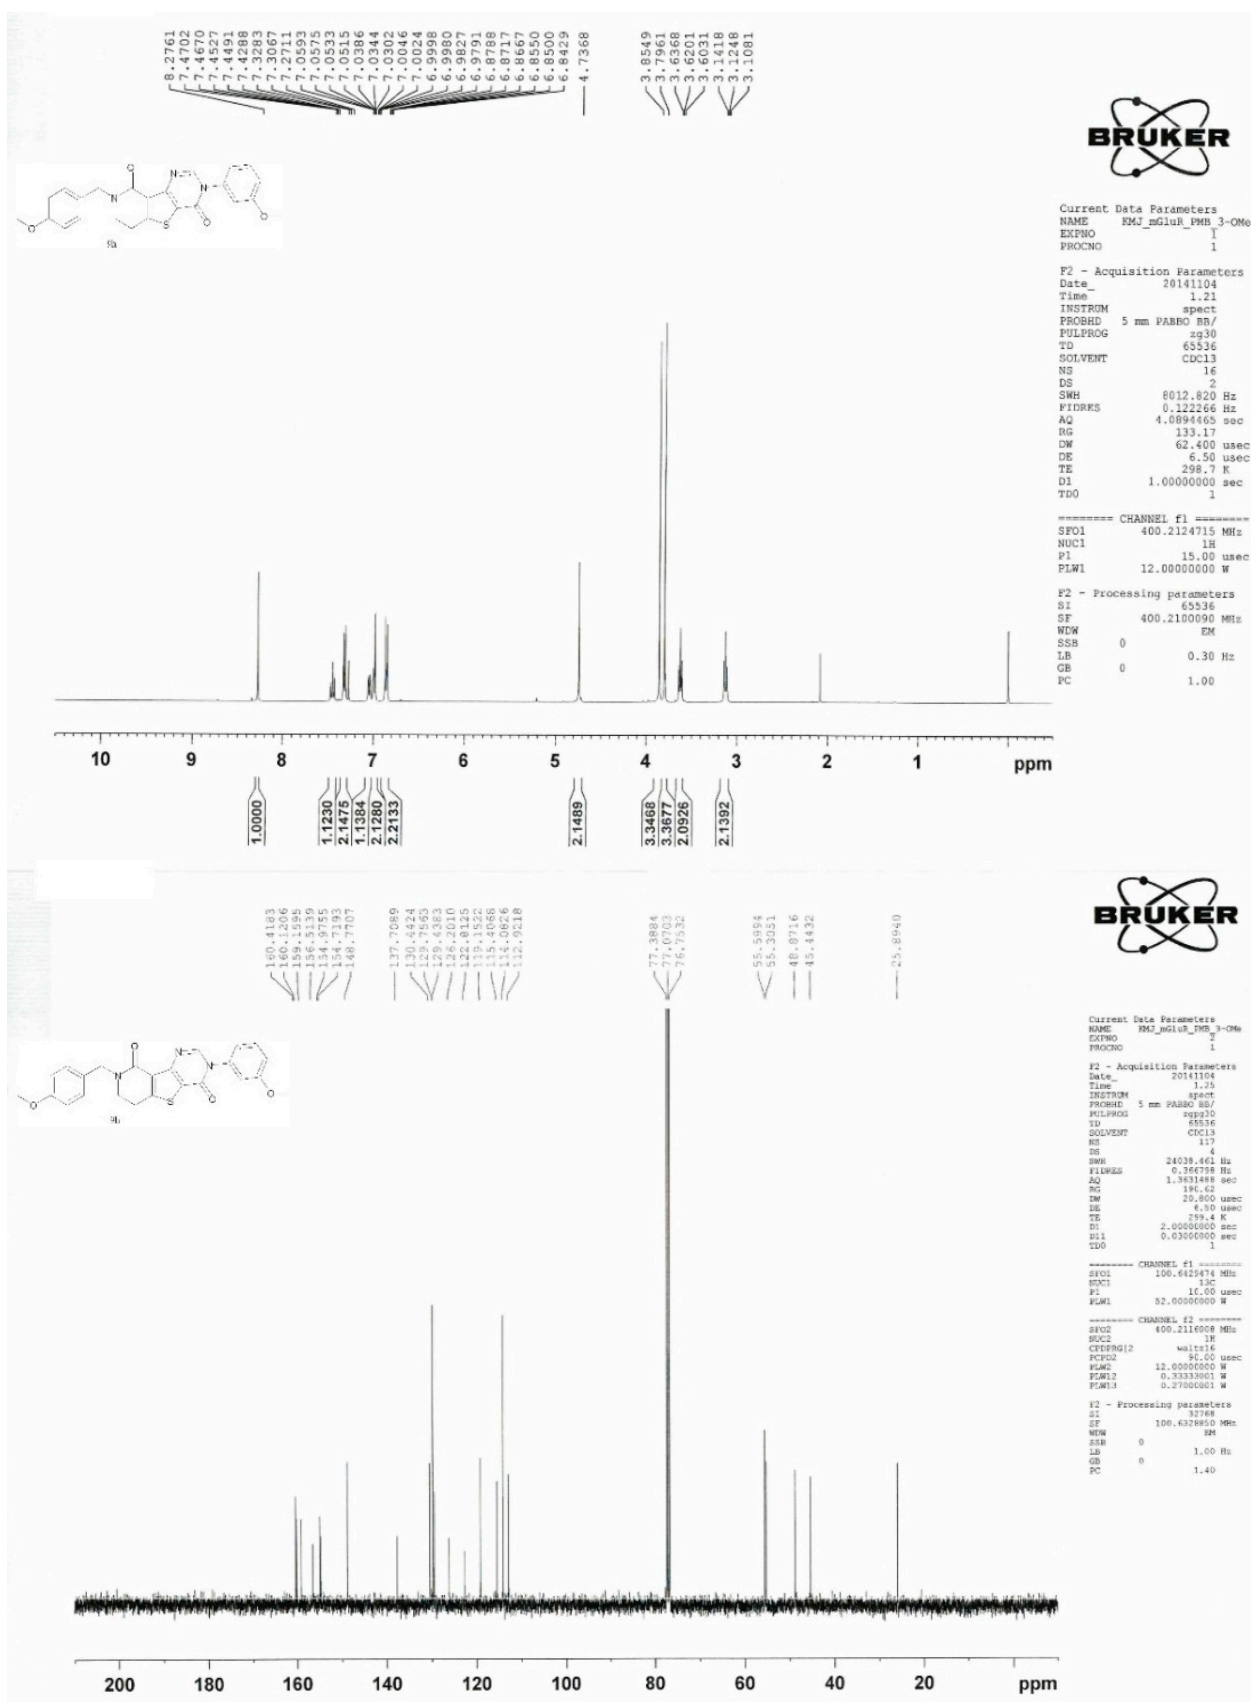 8.2761
7.4702
7.4670
7.4527
7.4491
7.4288
7.3283
7.3067
7.2711
7.0593
7.0575
7.0533
7.0515
7.0386
7.0344
7.0302
7.0046
7.0024
6.9998
6.9980
6.9827
6.9791
6.8788
6.8717
6.8667
6.8550
6.8500
6.8429
4.7368
3.8549
3.7961
3.6368
3.6201
3.6031
3.1418
3.1248
3.1081
BRUKER
Current Data Parameters
NAME KMJ_mGluR_PMB_3-OMe
EXPNO 1
PROCNO 1
F2 - Acquisition Parameters
Date_ 20141104
Time 1.21
INSTRUM spect
PROBHD 5 mm PABBO BB/
PULPROG zg30
TD 65536
SOLVENT CDCl3
NS 16
DS 2
SWH 8012.820 Hz
FIDRES 0.122266 Hz
AQ 4.0894465 sec
RG 133.17
DW 62.400 usec
DE 6.50 usec
TE 298.7 K
D1 1.00000000 sec
TD0 1
======== CHANNEL f1 ========
SFO1 400.2124715 MHz
NUC1 1H
P1 15.00 usec
PLW1 12.00000000 W
F2 - Processing parameters
SI 65536
SF 400.2100090 MHz
WDW EM
SSB 0
LB 0.30 Hz
GB 0
PC 1.00
O
N
N
N
O
S
O
O
10 9 8 7 6 5 4 3 2 1 ppm
1.0000
1.1230
2.1475
1.1384
2.1280
2.2133
2.1489
3.3468
3.3677
2.0926
2.1392
160.4183
160.1206
159.1595
156.5139
154.9755
154.7193
148.7707
137.7089
130.4424
129.7563
129.4383
126.2010
122.8125
119.1522
115.4068
114.0826
112.9218
77.3884
77.0703
76.7532
55.5994
55.3051
48.8716
45.4432
25.8940
BRUKER
O
N
N
N
O
S
O
O
9b
Current Data Parameters
NAME KMJ_mGluR_PMB_3-OMe
EXPNO 2
PROCNO 1
F2 - Acquisition Parameters
Date_ 20141104
Time 1.25
INSTRUM spect
PROBHD 5 mm PABBO BB/
PULPROG zgpg30
TD 65536
SOLVENT CDCl3
NS 117
DS 4
SWH 24038.461 Hz
FIDRES 0.366798 Hz
AQ 1.3631488 sec
RG 190.62
DW 20.800 usec
DE 6.50 usec
TE 299.4 K
D1 2.00000000 sec
D11 0.03000000 sec
TD0 1
======== CHANNEL f1 ========
SFO1 100.6429474 MHz
NUC1 13C
P1 10.00 usec
PLW1 52.00000000 W
======== CHANNEL f2 ========
SFO2 400.2116008 MHz
NUC2 1H
CPDPRG[2 waltz16
PCPD2 90.00 usec
PLW2 12.00000000 W
PLW12 0.33333001 W
PLW13 0.27000001 W
F2 - Processing parameters
SI 32768
SF 100.6328850 MHz
WDW EM
SSB 0
LB 1.00 Hz
GB 0
PC 1.40
200 180 160 140 120 100 80 60 40 20 ppm